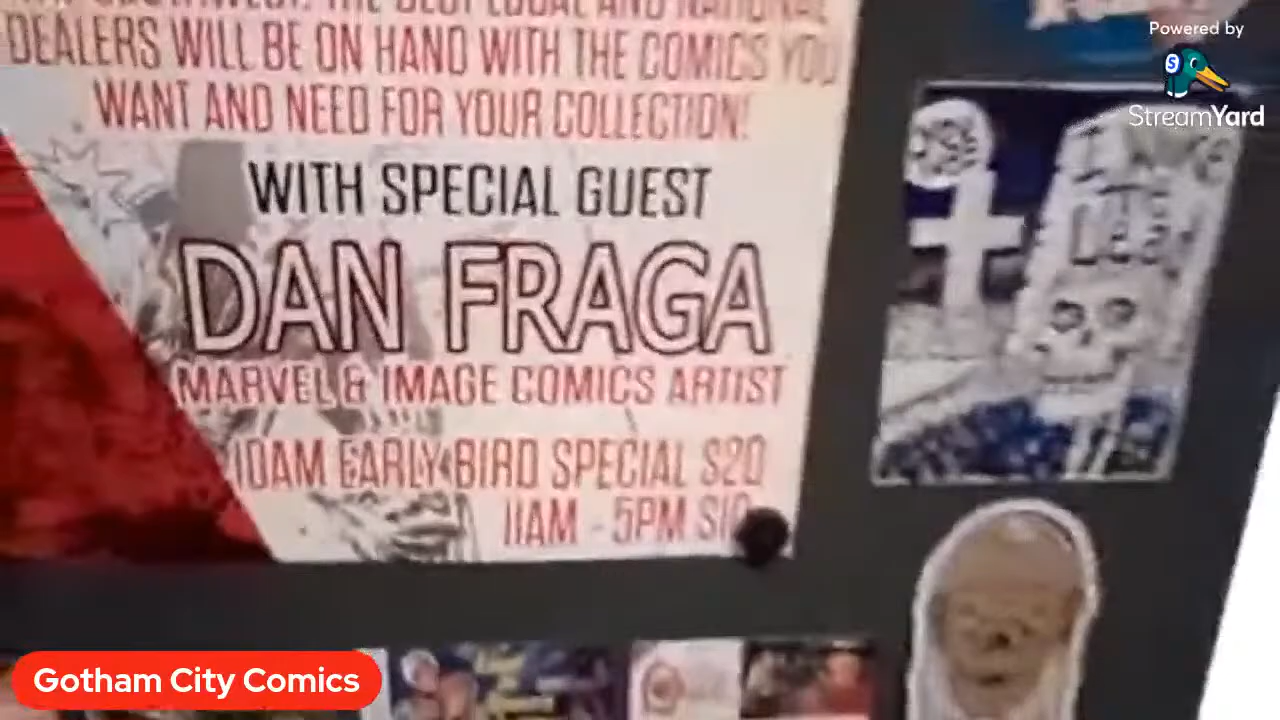 Powered by
StreamYard
DEALERS WILL BE ON HAND WITH THE COMICS YOU
WANT AND NEED FOR YOUR COLLECTION!
WITH SPECIAL GUEST
DAN FRAGA
MARVEL & IMAGE COMICS ARTIST
10AM EARLY BIRD SPECIAL $20
11AM - 5PM $10
Gotham City Comics